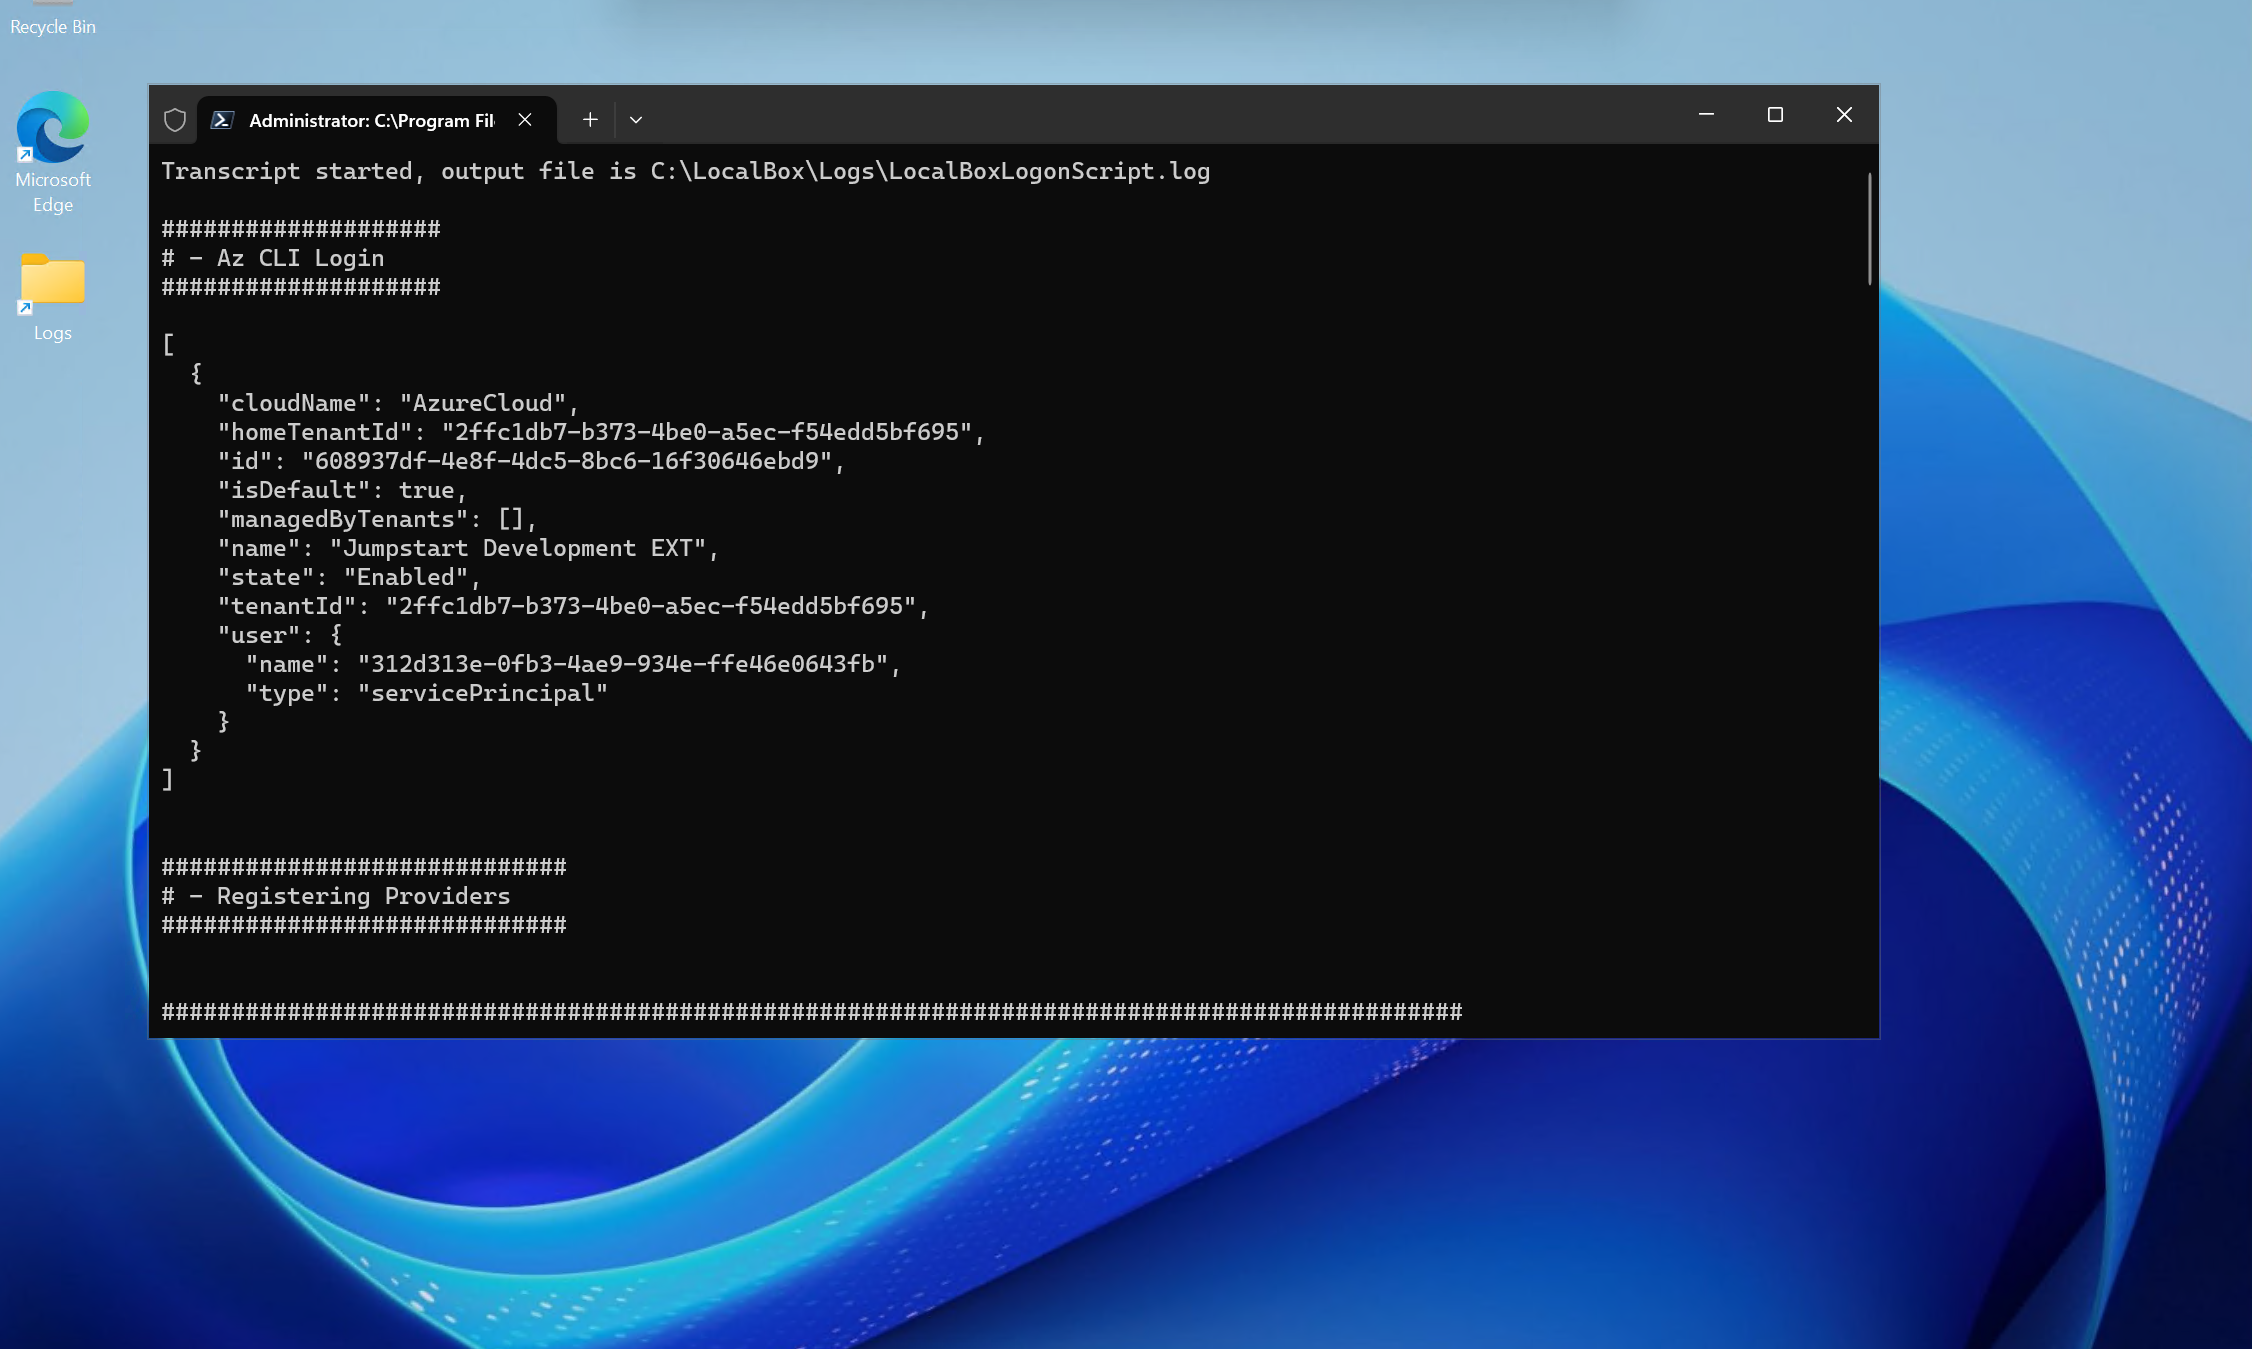 Recycle Bin
Microsoft
Edge
Logs
Administrator: C:\Program Fil
Transcript started, output file is C:\LocalBox\Logs\LocalBoxLogonScript.log
####################
# - Az CLI Login
####################
[
  {
    "cloudName": "AzureCloud",
    "homeTenantId": "2ffc1db7-b373-4be0-a5ec-f54edd5bf695",
    "id": "608937df-4e8f-4dc5-8bc6-16f30646ebd9",
    "isDefault": true,
    "managedByTenants": [],
    "name": "Jumpstart Development EXT",
    "state": "Enabled",
    "tenantId": "2ffc1db7-b373-4be0-a5ec-f54edd5bf695",
    "user": {
      "name": "312d313e-0fb3-4ae9-934e-ffe46e0643fb",
      "type": "servicePrincipal"
    }
  }
]
#############################
# - Registering Providers
#############################
#############################################################################################